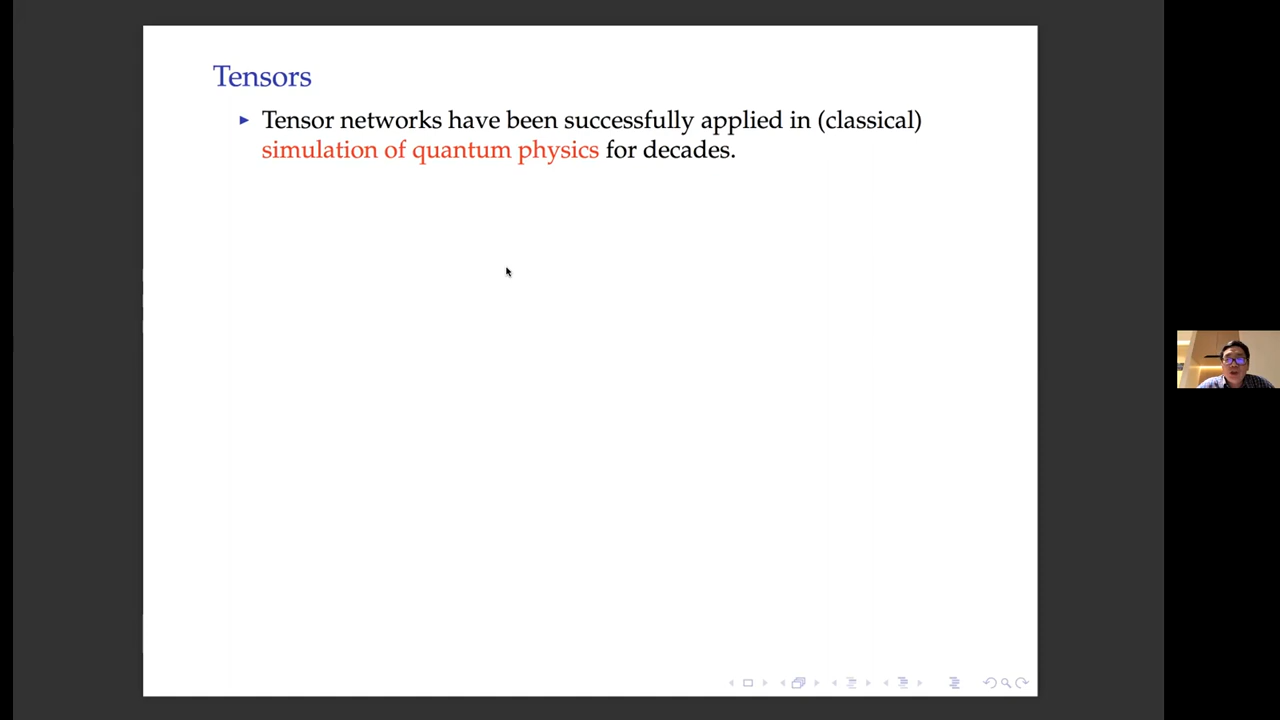 Tensors
Tensor networks have been successfully applied in (classical)
simulation of quantum physics for decades.